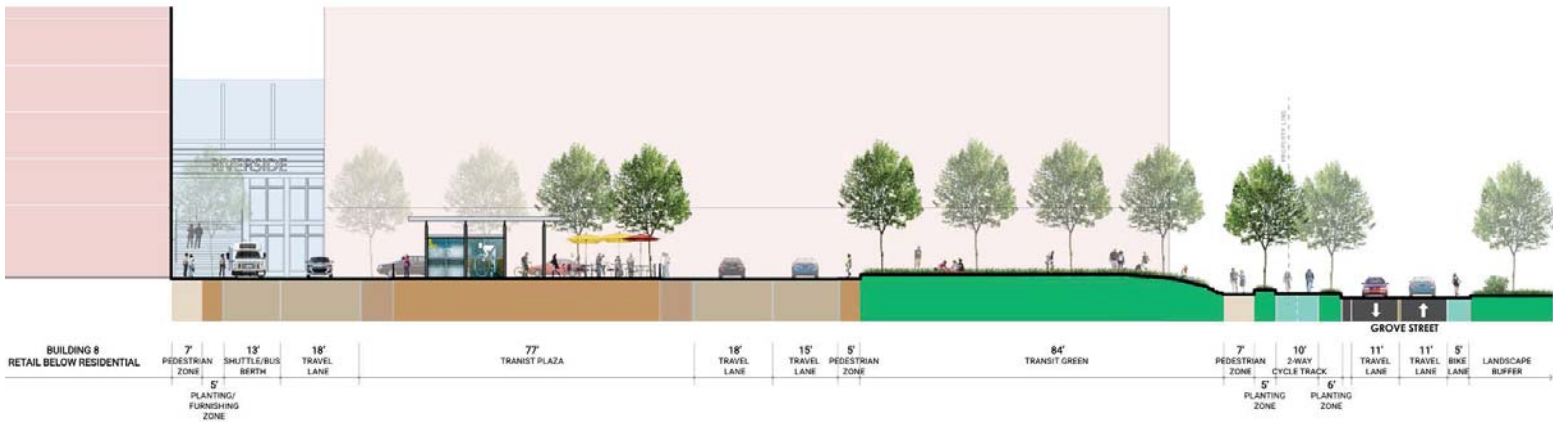 RIVERSIDE
PROPERTY LINE
GROVE STREET
BUILDING 8
RETAIL BELOW RESIDENTIAL
7'
PEDESTRIAN
ZONE
5'
PLANTING/
FURNISHING
ZONE
13'
SHUTTLE/BUS
BERTH
18'
TRAVEL
LANE
77'
TRANIST PLAZA
18'
TRAVEL
LANE
15'
TRAVEL
LANE
5'
PEDESTRIAN
ZONE
84'
TRANSIT GREEN
7'
PEDESTRIAN
ZONE
5'
PLANTING
ZONE
10'
2-WAY
CYCLE TRACK
6'
PLANTING
ZONE
11'
TRAVEL
LANE
11'
TRAVEL
LANE
5'
BIKE
LANE
LANDSCAPE
BUFFER